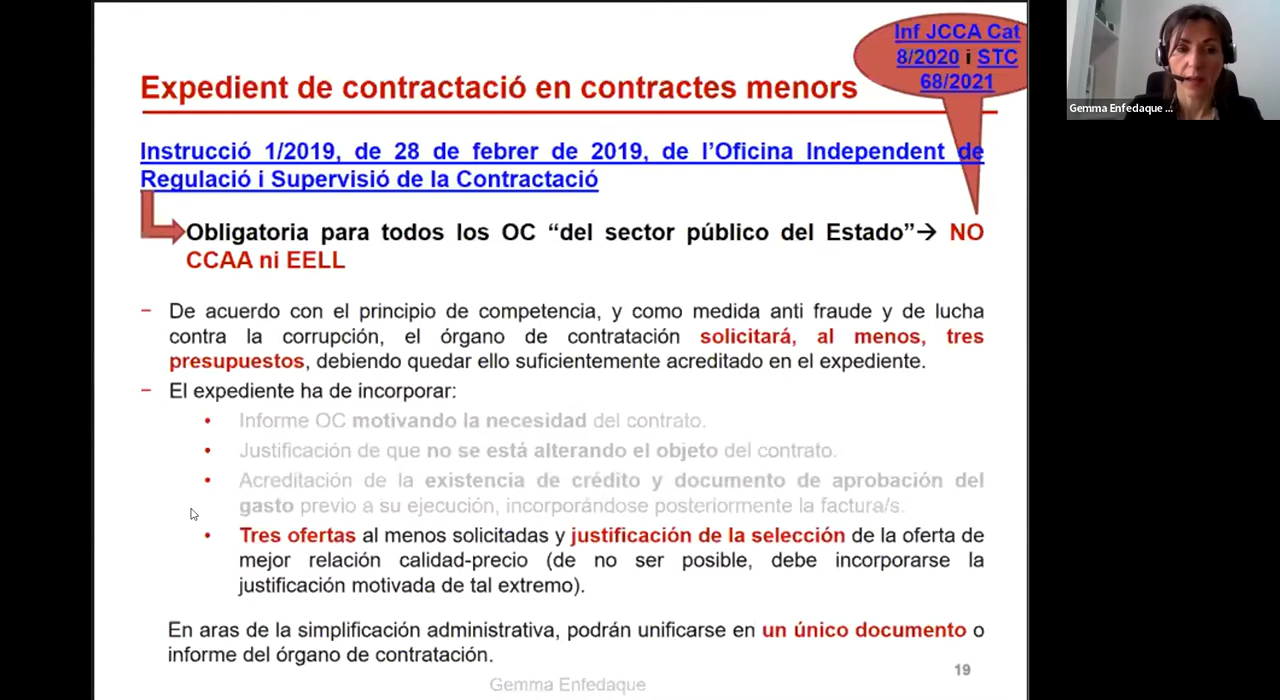 Inf JCCA Cat
8/2020 i STC
68/2021
Gemma Enfedaque ...
Expedient de contractació en contractes menors
Instrucció 1/2019, de 28 de febrer de 2019, de l’Oficina Independent de
Regulació i Supervisió de la Contractació
Obligatoria para todos los OC “del sector público del Estado”→ NO
CCAA ni EELL
– De acuerdo con el principio de competencia, y como medida anti fraude y de lucha
contra la corrupción, el órgano de contratación solicitará, al menos, tres
presupuestos, debiendo quedar ello suficientemente acreditado en el expediente.
– El expediente ha de incorporar:
• Informe OC motivando la necesidad del contrato.
• Justificación de que no se está alterando el objeto del contrato.
• Acreditación de la existencia de crédito y documento de aprobación del
gasto previo a su ejecución, incorporándose posteriormente la factura/s.
• Tres ofertas al menos solicitadas y justificación de la selección de la oferta de
mejor relación calidad-precio (de no ser posible, debe incorporarse la
justificación motivada de tal extremo).
En aras de la simplificación administrativa, podrán unificarse en un único documento o
informe del órgano de contratación.
19
Gemma Enfedaque